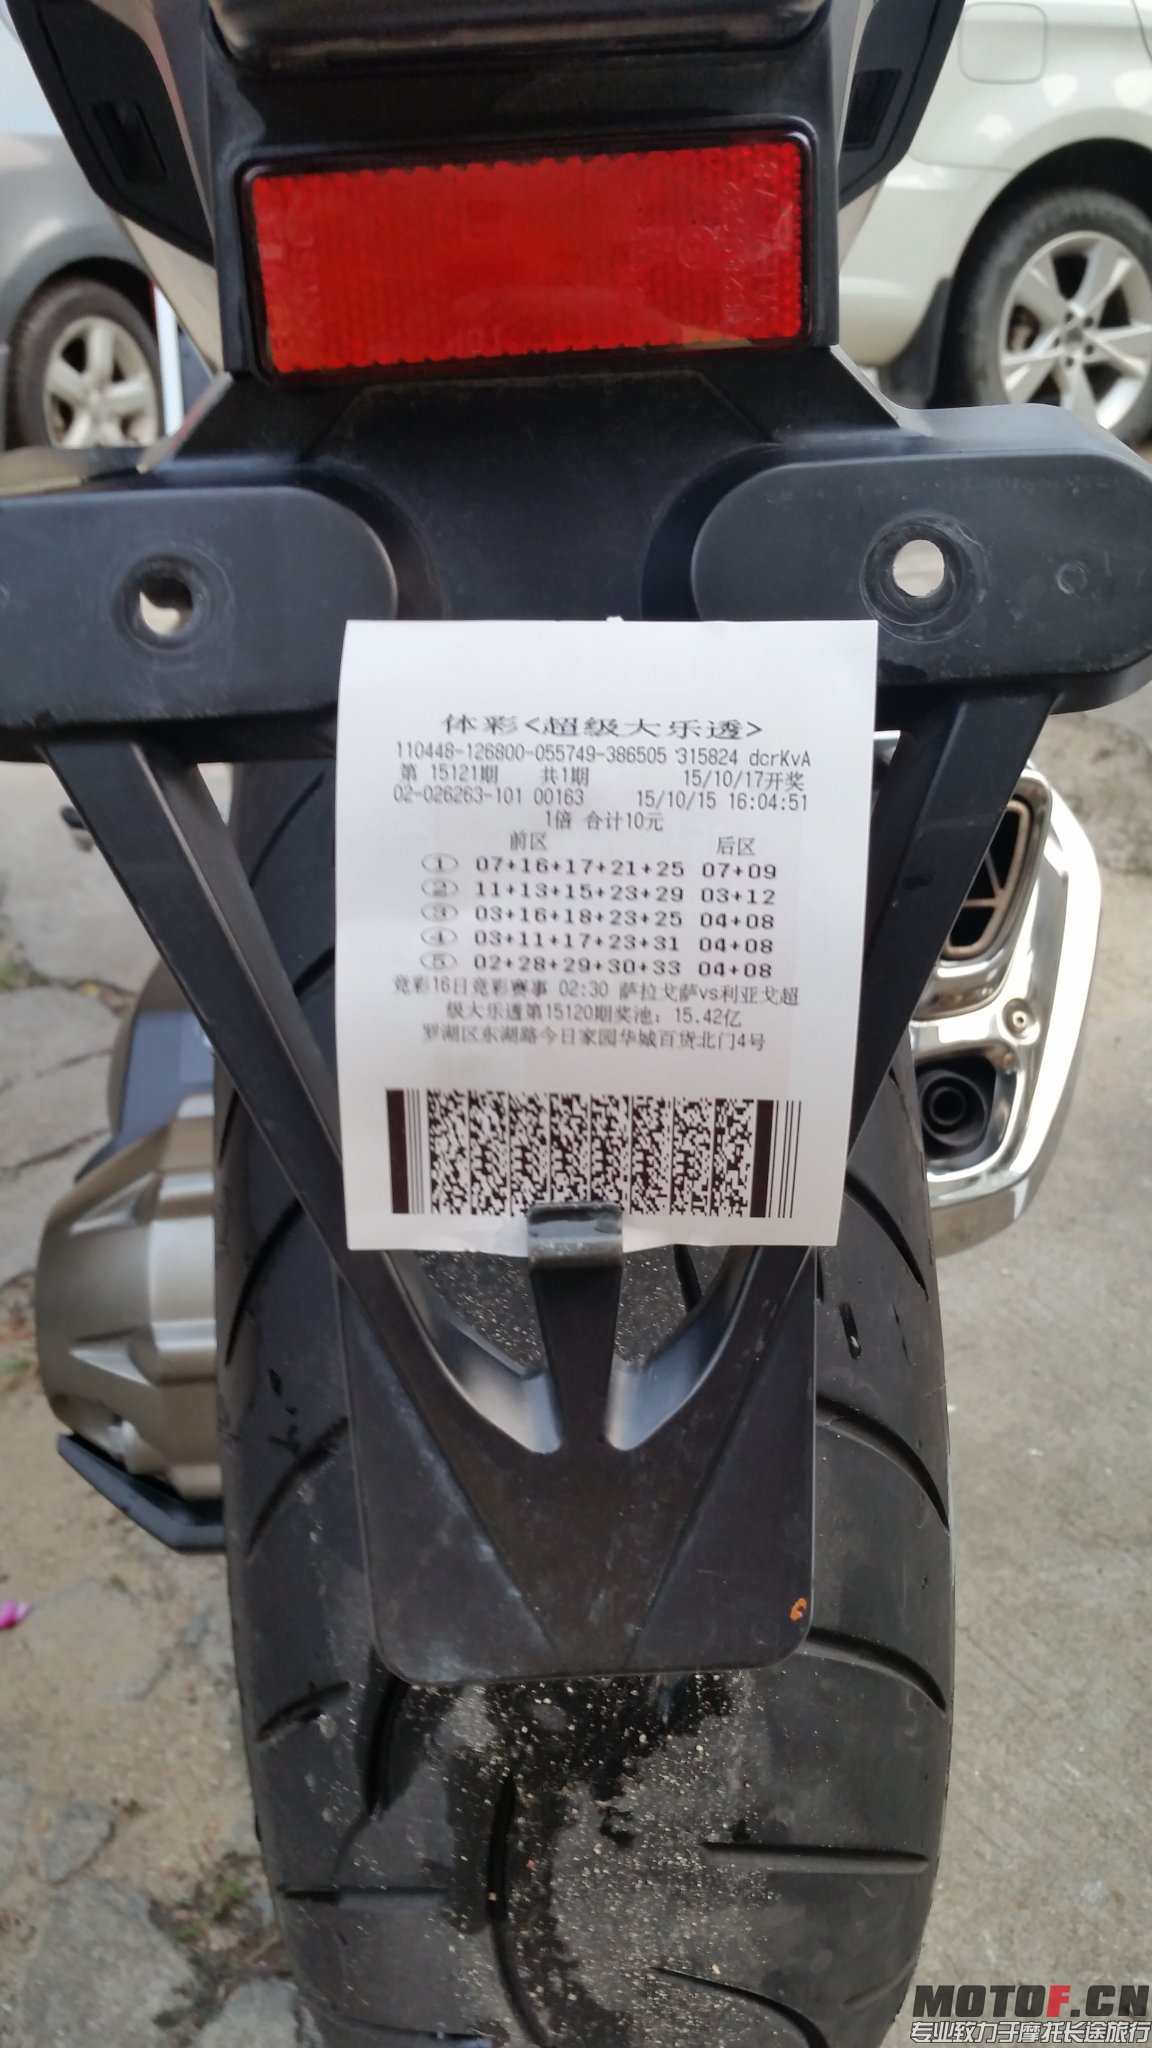 体彩<超级大乐透>
110448-126800-055749-386505 315824 dcrKvA
第 15121期 共1期 15/10/17开奖
02-026263-101 00163 15/10/15 16:04:51
1倍 合计10元
前区 后区
① 07+16+17+21+25 07+09
② 11+13+15+23+29 03+12
③ 03+16+18+23+25 04+08
④ 03+11+17+23+31 04+08
⑤ 02+28+29+30+33 04+08
竞彩16日竞彩赛事 02:30 萨拉戈萨vs利亚戈超
级大乐透第15120期奖池：15.42亿
罗湖区东湖路今日家园华城百货北门4号
MOTOF.CN
专业致力于摩托长途旅行